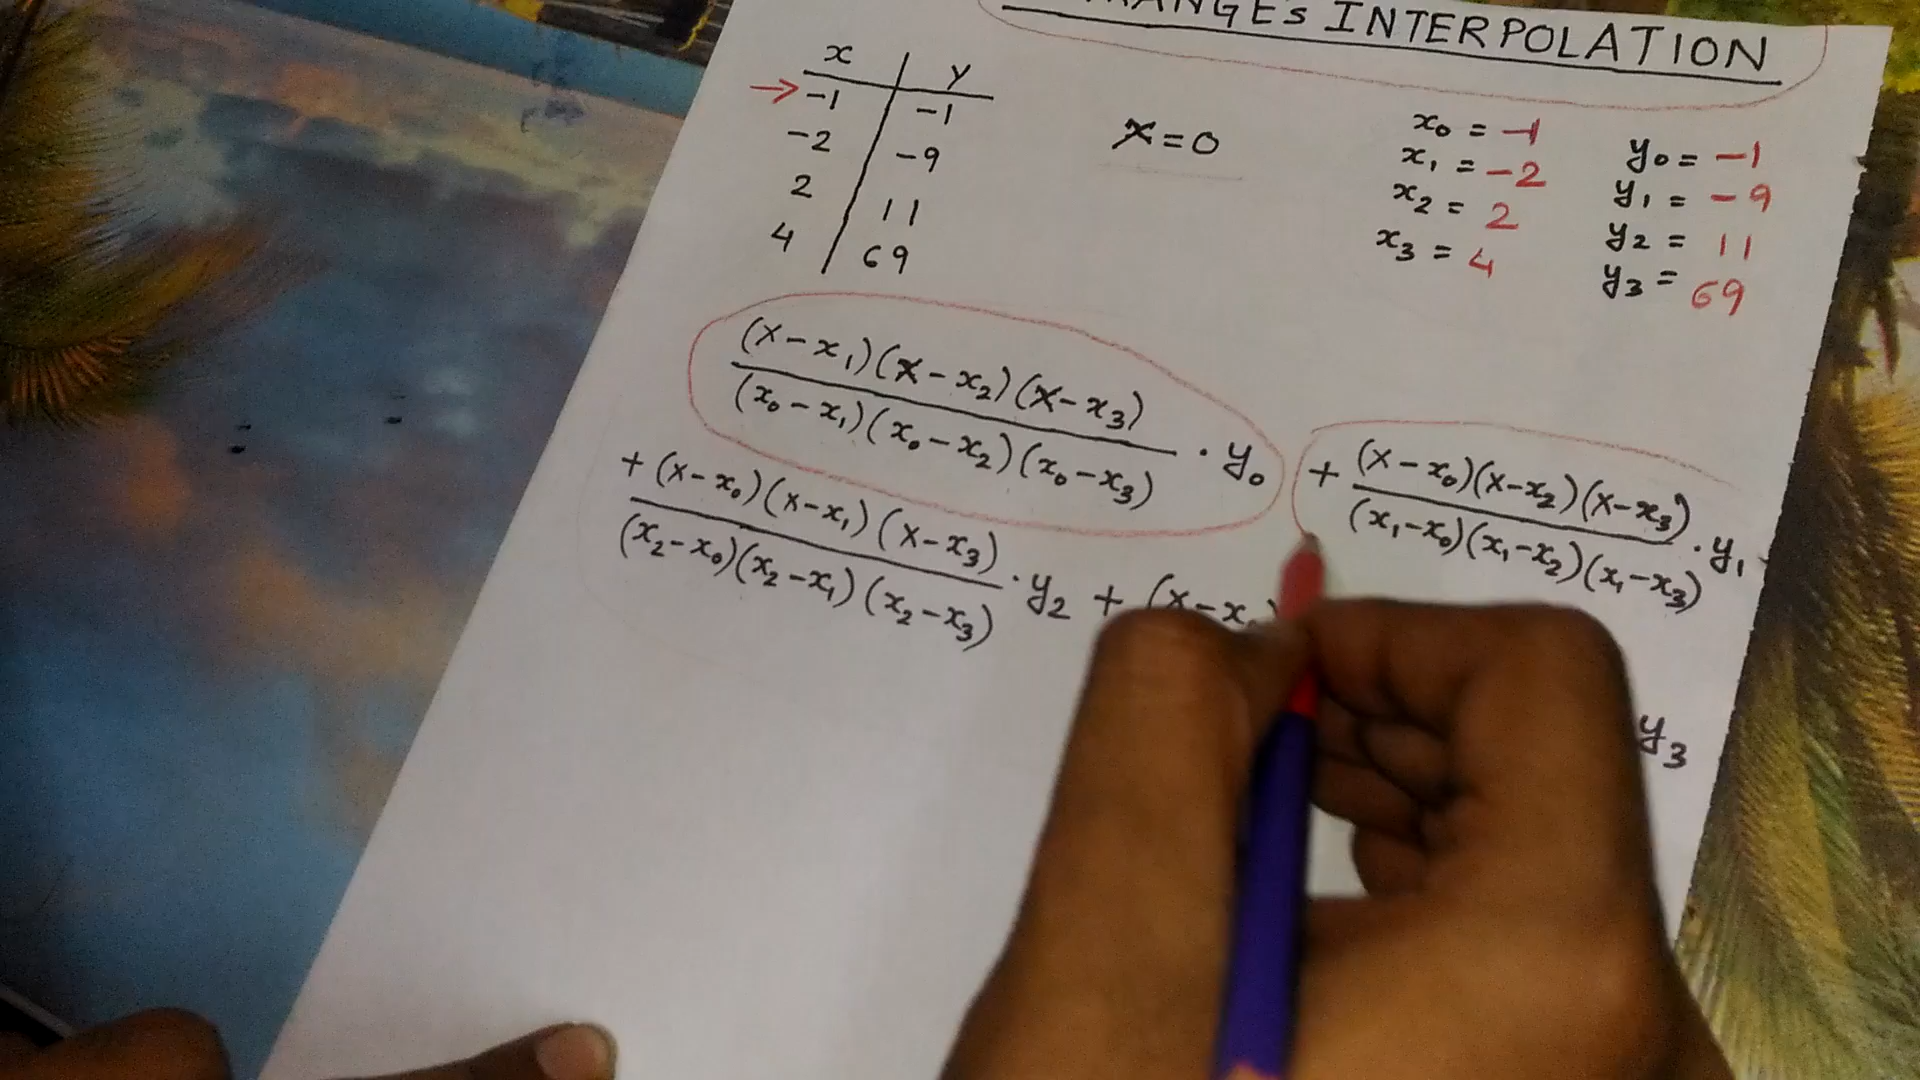 INTERPOLATION
x y
-1 -1
-2 -9
2 11
4 69
x=0
x₀ = -1
x₁ = -2
x₂ = 2
x₃ = 4
y₀ = -1
y₁ = -9
y₂ = 11
y₃ = 69
(x-x₁)(x-x₂)(x-x₃)
(x₀-x₁)(x₀-x₂)(x₀-x₃) · y₀
+ (x-x₀)(x-x₂)(x-x₃)
(x₁-x₀)(x₁-x₂)(x₁-x₃) · y₁
+ (x-x₀)(x-x₁)(x-x₃)
(x₂-x₀)(x₂-x₁)(x₂-x₃) · y₂
+ (x-x
y₃